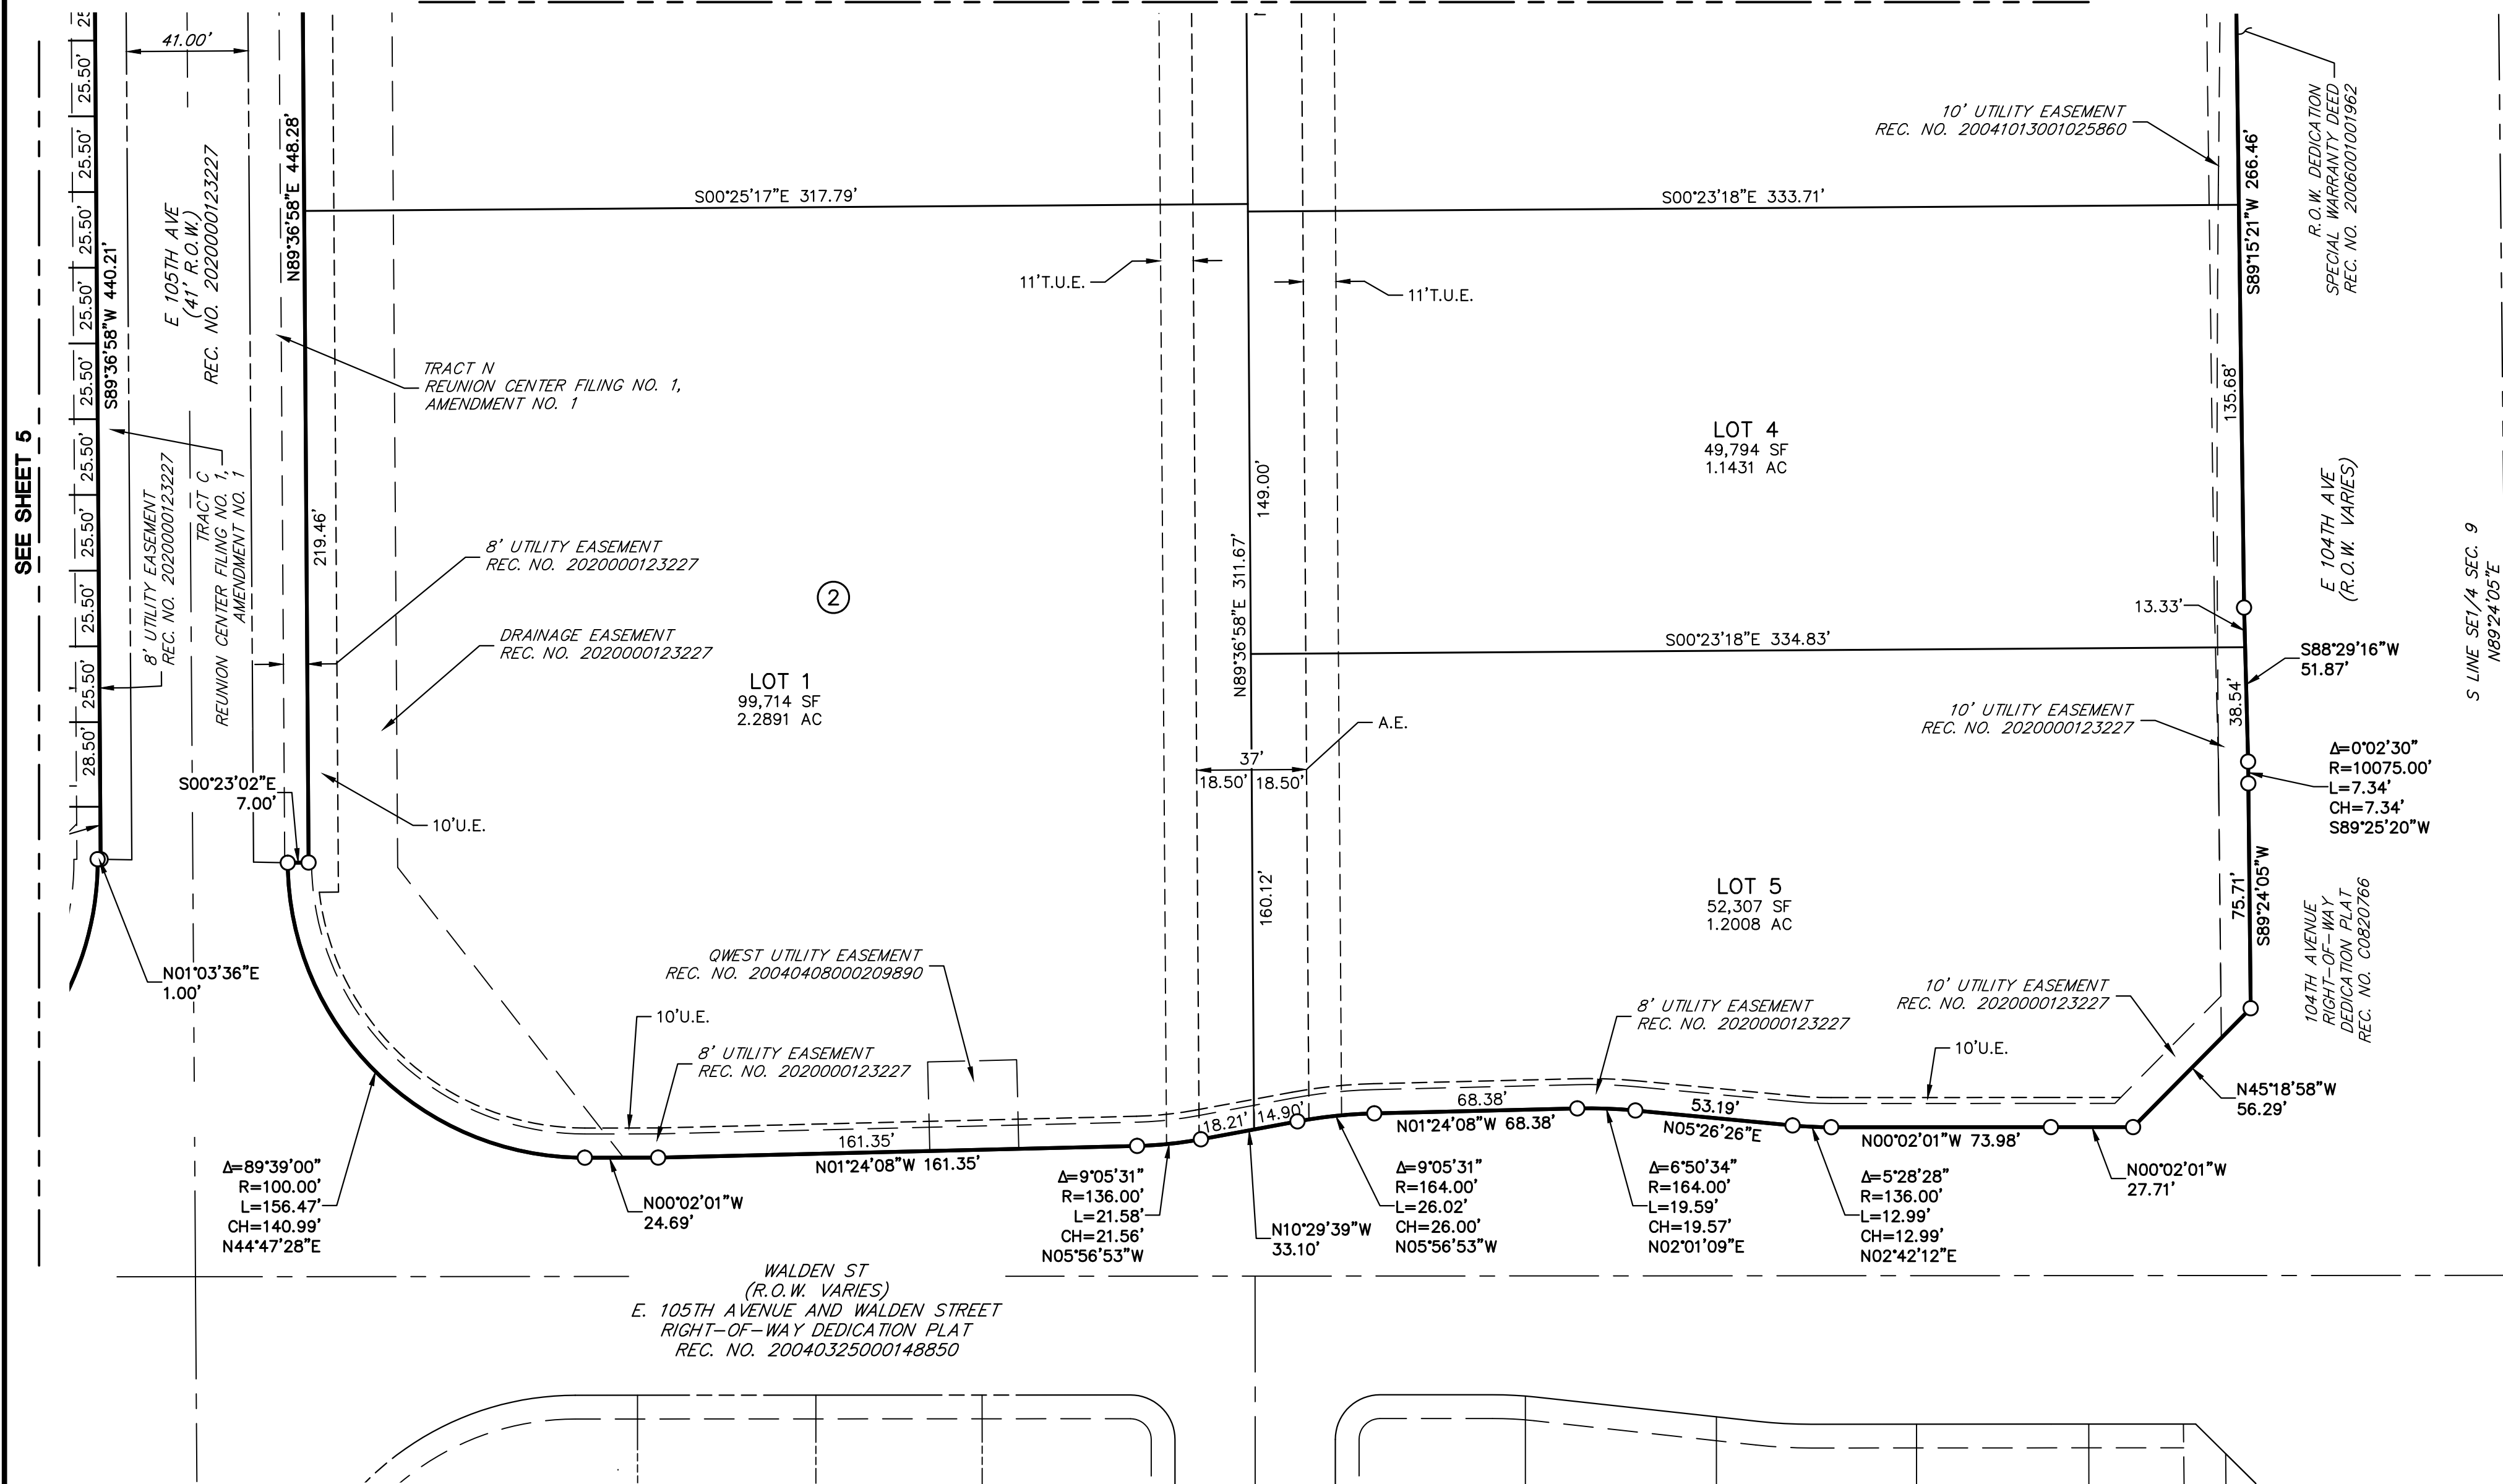 SEE SHEET 5
25.50'
25.50'
25.50'
25.50'
25.50'
25.50'
25.50'
25.50'
25.50'
28.50'
S89°36'58"W 440.21'
41.00'
E 105TH AVE
(41' R.O.W.)
REC. NO. 2020000123227
8' UTILITY EASEMENT
REC. NO. 2020000123227
TRACT C
REUNION CENTER FILING NO. 1,
AMENDMENT NO. 1
N89°36'58"E 448.28'
219.46'
S00°23'02"E
7.00'
N01°03'36"E
1.00'
TRACT N
REUNION CENTER FILING NO. 1,
AMENDMENT NO. 1
8' UTILITY EASEMENT
REC. NO. 2020000123227
DRAINAGE EASEMENT
REC. NO. 2020000123227
10'U.E.
S00°25'17"E 317.79'
2
LOT 1
99,714 SF
2.2891 AC
11'T.U.E.
11'T.U.E.
149.00'
N89°36'58"E 311.67'
37'
18.50'
18.50'
A.E.
160.12'
S00°23'18"E 333.71'
LOT 4
49,794 SF
1.1431 AC
S00°23'18"E 334.83'
LOT 5
52,307 SF
1.2008 AC
10' UTILITY EASEMENT
REC. NO. 20041013001025860
S89°15'21"W 266.46'
135.68'
R.O.W. DEDICATION
SPECIAL WARRANTY DEED
REC. NO. 2006001001962
E 104TH AVE
(R.O.W. VARIES)
S LINE SE1/4 SEC. 9
N89°24'05"E
13.33'
S88°29'16"W
51.87'
38.54'
10' UTILITY EASEMENT
REC. NO. 2020000123227
Δ=0°02'30"
R=10075.00'
L=7.34'
CH=7.34'
S89°25'20"W
75.71'
S89°24'05"W
104TH AVENUE
RIGHT-OF-WAY
DEDICATION PLAT
REC. NO. C0820766
10' UTILITY EASEMENT
REC. NO. 2020000123227
8' UTILITY EASEMENT
REC. NO. 2020000123227
10'U.E.
N45°18'58"W
56.29'
QWEST UTILITY EASEMENT
REC. NO. 20040408000209890
10'U.E.
8' UTILITY EASEMENT
REC. NO. 2020000123227
161.35'
N01°24'08"W 161.35'
18.21'
14.90'
68.38'
N01°24'08"W 68.38'
53.19'
N05°26'26"E
N00°02'01"W 73.98'
Δ=89°39'00"
R=100.00'
L=156.47'
CH=140.99'
N44°47'28"E
N00°02'01"W
24.69'
Δ=9°05'31"
R=136.00'
L=21.58'
CH=21.56'
N05°56'53"W
N10°29'39"W
33.10'
Δ=9°05'31"
R=164.00'
L=26.02'
CH=26.00'
N05°56'53"W
Δ=6°50'34"
R=164.00'
L=19.59'
CH=19.57'
N02°01'09"E
Δ=5°28'28"
R=136.00'
L=12.99'
CH=12.99'
N02°42'12"E
N00°02'01"W
27.71'
WALDEN ST
(R.O.W. VARIES)
E. 105TH AVENUE AND WALDEN STREET
RIGHT-OF-WAY DEDICATION PLAT
REC. NO. 20040325000148850